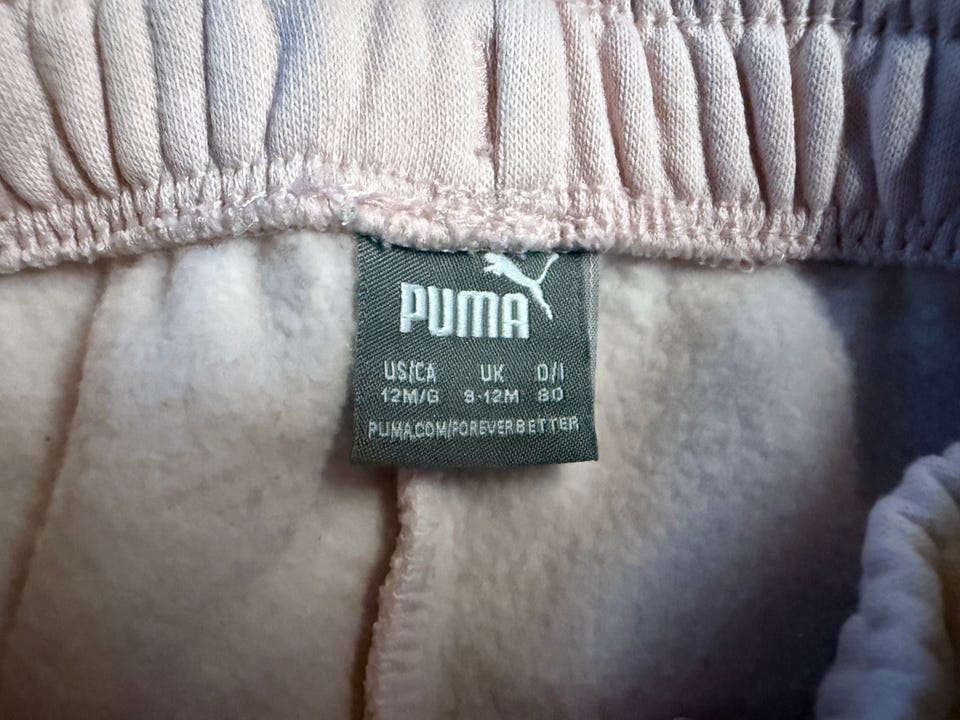 PUMA
US/CA UK D/I
12M/G 9-12M 80
PUMA.COM/FOREVERBETTER